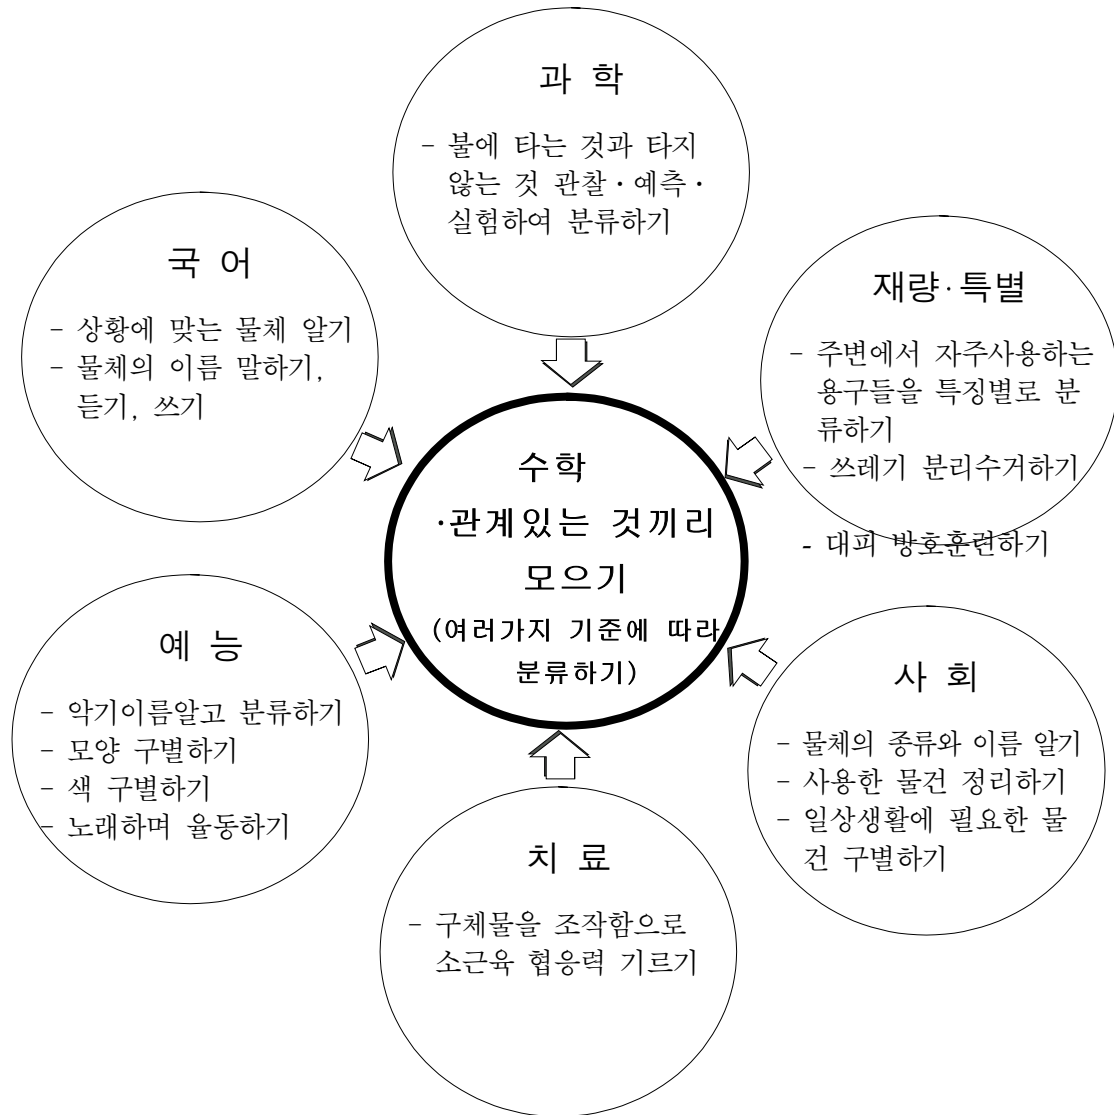 과 학
- 불에 타는 것과 타지
않는 것 관찰·예측·
실험하여 분류하기
국 어
- 상황에 맞는 물체 알기
- 물체의 이름 말하기,
듣기, 쓰기
재량·특별
- 주변에서 자주사용하는
용구들을 특징별로 분
류하기
- 쓰레기 분리수거하기
- 대피 방호훈련하기
수학
·관계있는 것끼리
모으기
(여러가지 기준에 따라
분류하기)
예 능
- 악기이름알고 분류하기
- 모양 구별하기
- 색 구별하기
- 노래하며 율동하기
사 회
- 물체의 종류와 이름 알기
- 사용한 물건 정리하기
- 일상생활에 필요한 물
건 구별하기
치 료
- 구체물을 조작함으로
소근육 협응력 기르기